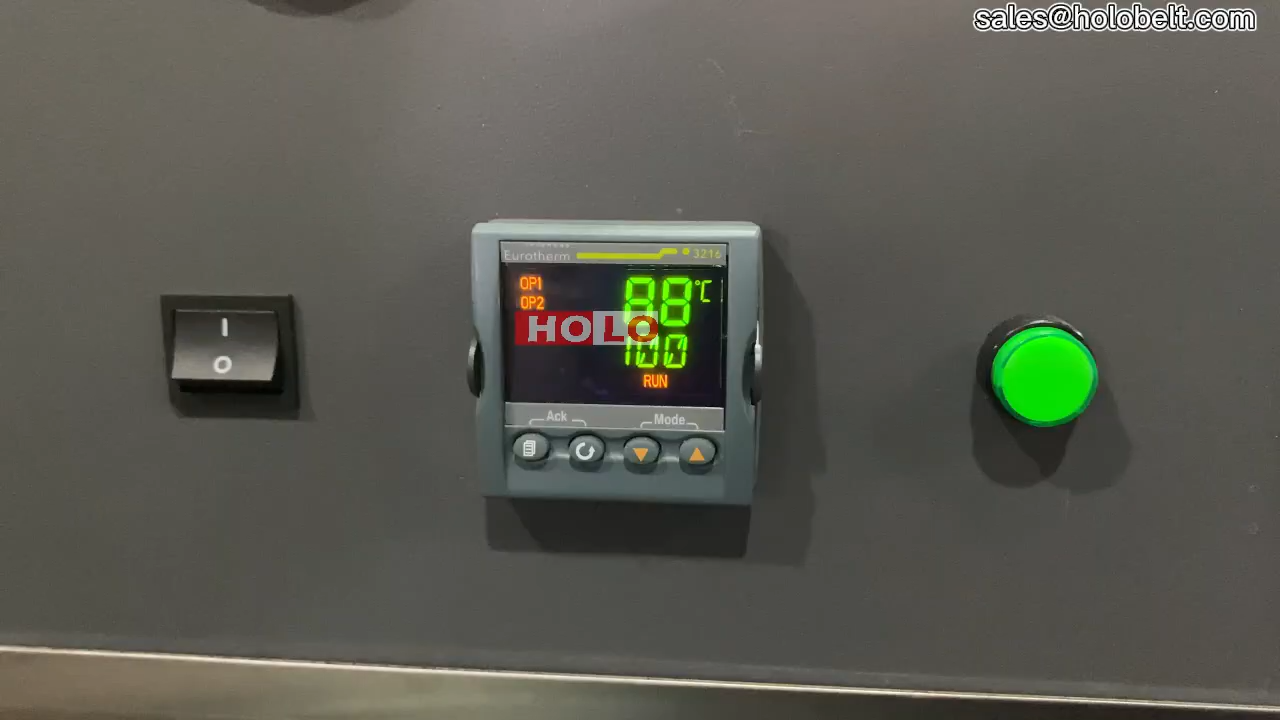 sales@holobelt.com
Eurotherm 3216
OP1
OP2
88 °C
HOLO
100
RUN
Ack Mode
I
O